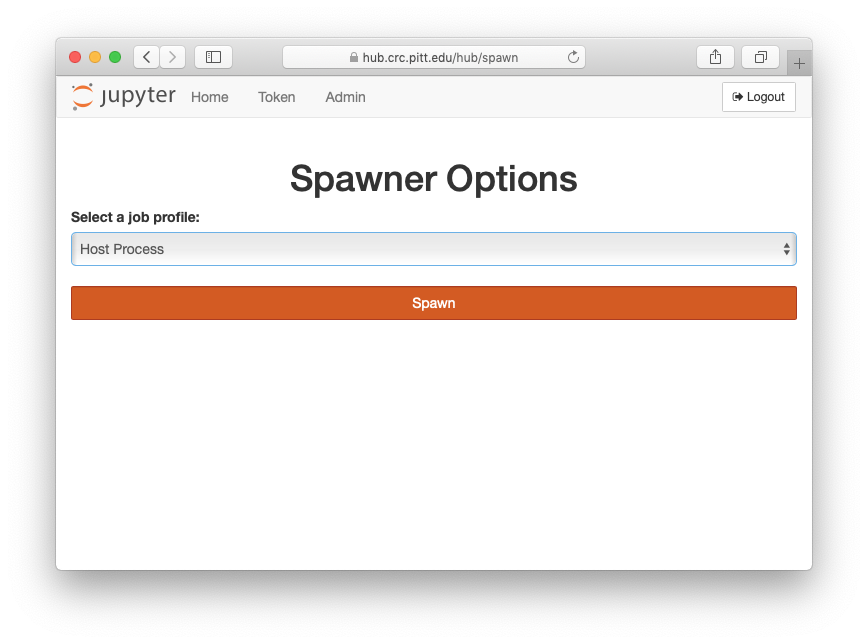 hub.crc.pitt.edu/hub/spawn
jupyter Home Token Admin Logout
Spawner Options
Select a job profile:
Host Process
Spawn